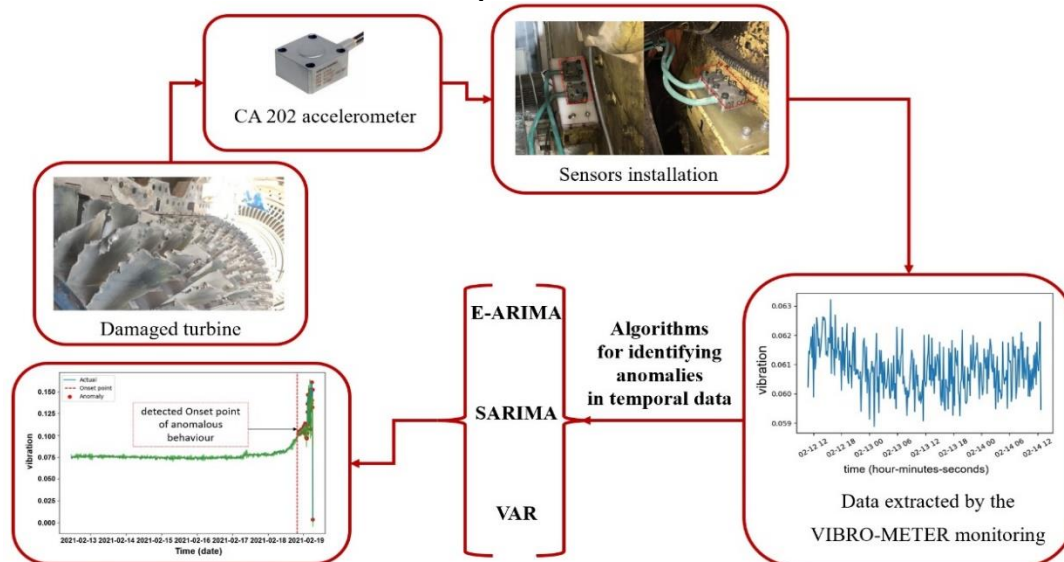 CA 202 accelerometer
Sensors installation
Damaged turbine
E-ARIMA
SARIMA
VAR
Algorithms
for identifying
anomalies
in temporal data
0.063
0.062
0.061
0.060
0.059
vibration
02-12 12
02-12 18
02-13 00
02-13 06
02-13 12
02-13 18
02-14 00
02-14 06
02-14 12
time (hour-minutes-seconds)
Data extracted by the
VIBRO-METER monitoring
Actual
Onset point
Anomaly
detected Onset point
of anomalous
behaviour
0.150
0.125
0.100
0.075
0.050
0.025
0.000
vibration
2021-02-13 2021-02-14 2021-02-15 2021-02-16 2021-02-17 2021-02-18 2021-02-19
Time (date)